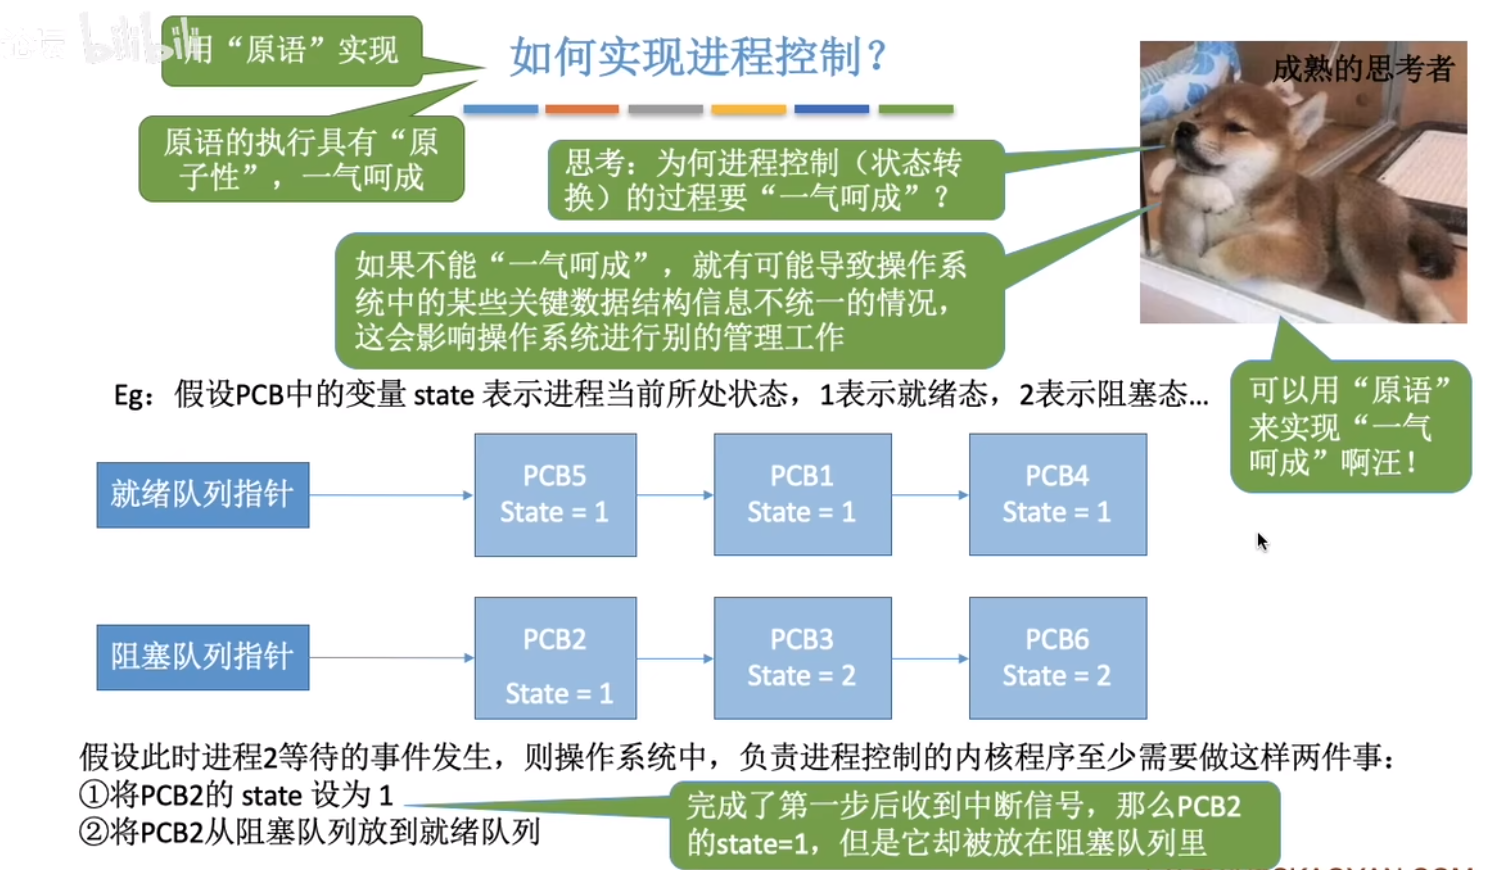 bilibili
用“原语”实现
如何实现进程控制？
成熟的思考者
原语的执行具有“原
子性”，一气呵成
思考：为何进程控制（状态转
换）的过程要“一气呵成”？
如果不能“一气呵成”，就有可能导致操作系
统中的某些关键数据结构信息不统一的情况，
这会影响操作系统进行别的管理工作
可以用“原语”
来实现“一气
呵成”啊汪！
Eg：假设PCB中的变量 state 表示进程当前所处状态，1表示就绪态，2表示阻塞态...
就绪队列指针
PCB5
State = 1
PCB1
State = 1
PCB4
State = 1
阻塞队列指针
PCB2
State = 1
PCB3
State = 2
PCB6
State = 2
假设此时进程2等待的事件发生，则操作系统中，负责进程控制的内核程序至少需要做这样两件事：
①将PCB2的 state 设为 1
②将PCB2从阻塞队列放到就绪队列
完成了第一步后收到中断信号，那么PCB2
的state=1，但是它却被放在阻塞队列里